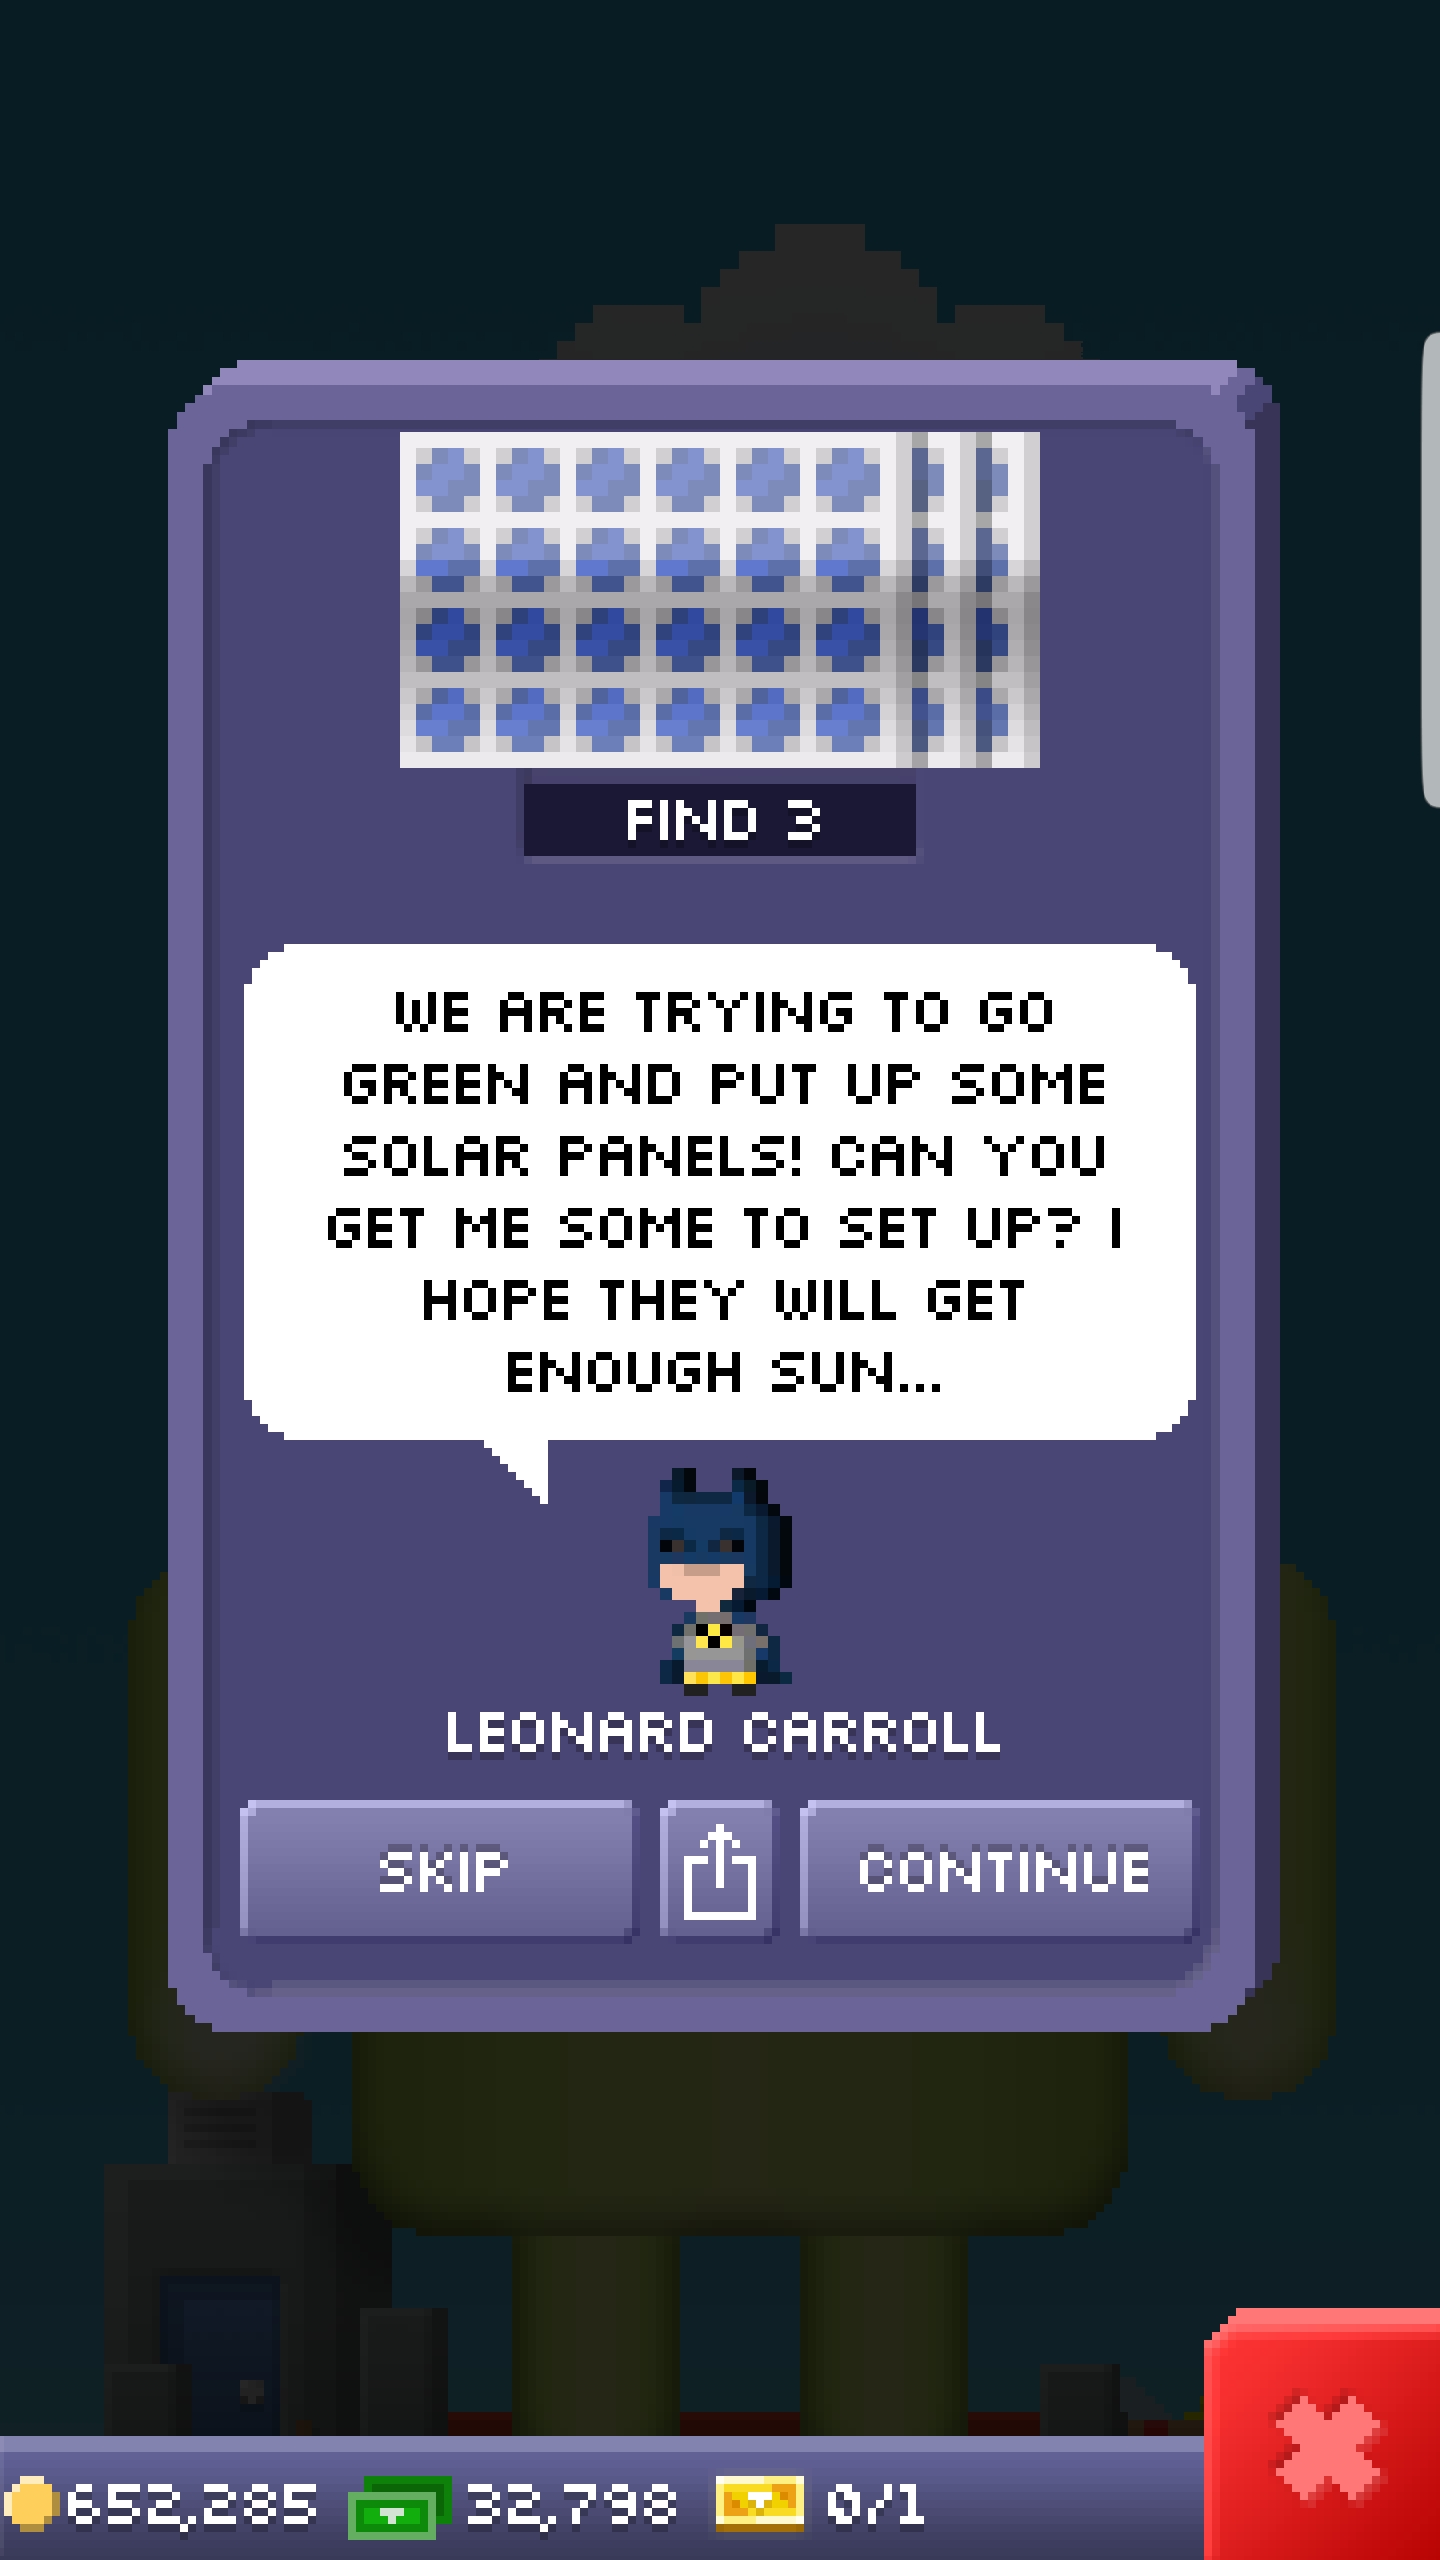 FIND 3
WE ARE TRYING TO GO
GREEN AND PUT UP SOME
SOLAR PANELS! CAN YOU
GET ME SOME TO SET UP? I
HOPE THEY WILL GET
ENOUGH SUN...
LEONARD CARROLL
SKIP
CONTINUE
652,285
32,798
0/1